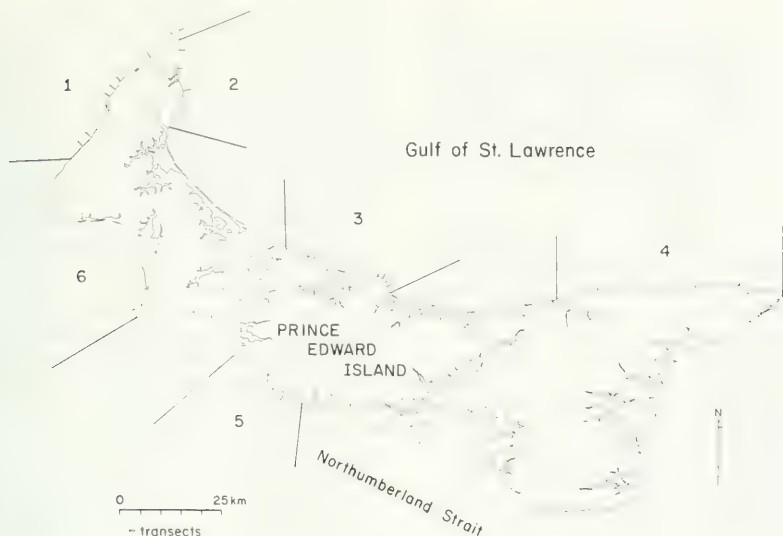 1
2
Gulf of St. Lawrence
3
4
6
PRINCE
EDWARD
ISLAND
5
N
Northumberland Strait
0 25 km
– transects